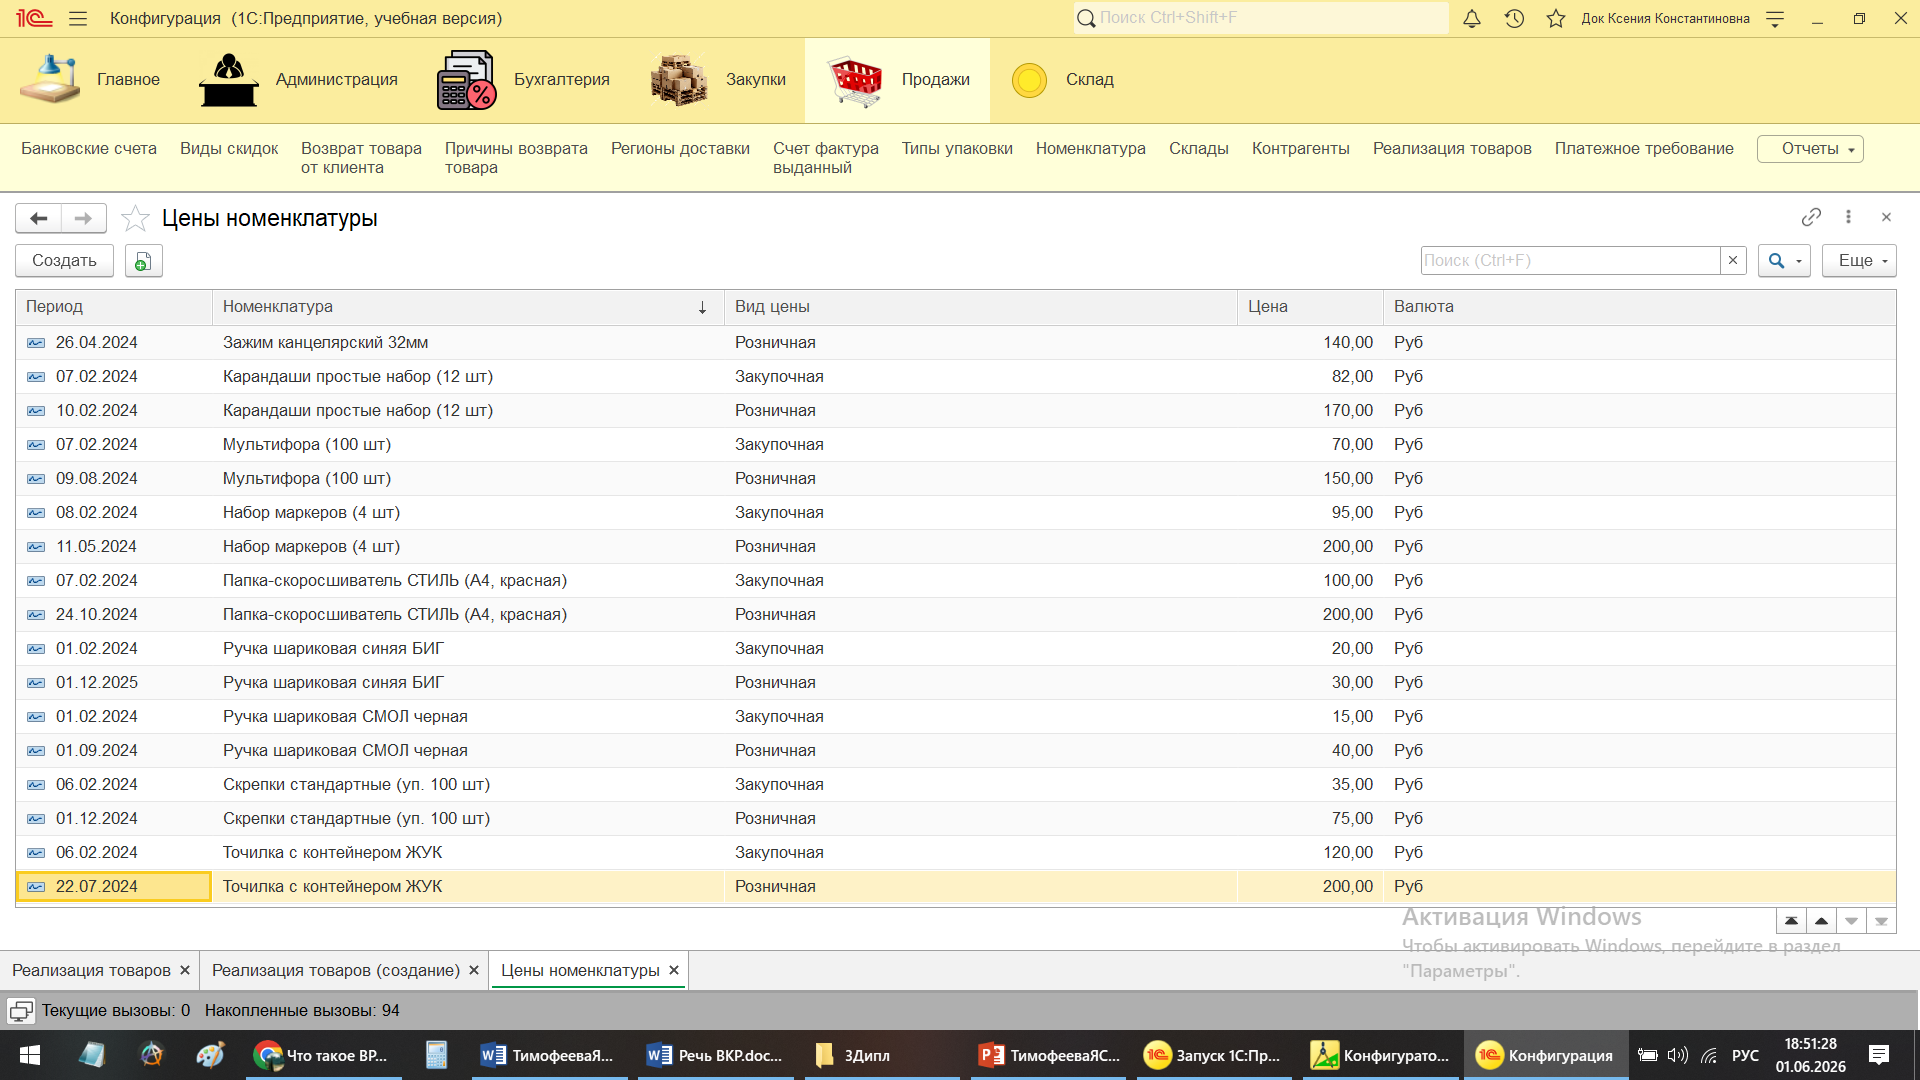 Конфигурация (1С:Предприятие, учебная версия)
Поиск Ctrl+Shift+F
Док Ксения Константиновна
Главное
Администрация
Бухгалтерия
Закупки
Продажи
Склад
Банковские счета
Виды скидок
Возврат товара
от клиента
Причины возврата
товара
Регионы доставки
Счет фактура
выданный
Типы упаковки
Номенклатура
Склады
Контрагенты
Реализация товаров
Платежное требование
Отчеты
Цены номенклатуры
Создать
Поиск (Ctrl+F)
Еще
Период Номенклатура Вид цены Цена Валюта
26.04.2024 Зажим канцелярский 32мм Розничная 140,00 Руб
07.02.2024 Карандаши простые набор (12 шт) Закупочная 82,00 Руб
10.02.2024 Карандаши простые набор (12 шт) Розничная 170,00 Руб
07.02.2024 Мультифора (100 шт) Закупочная 70,00 Руб
09.08.2024 Мультифора (100 шт) Розничная 150,00 Руб
08.02.2024 Набор маркеров (4 шт) Закупочная 95,00 Руб
11.05.2024 Набор маркеров (4 шт) Розничная 200,00 Руб
07.02.2024 Папка-скоросшиватель СТИЛЬ (А4, красная) Закупочная 100,00 Руб
24.10.2024 Папка-скоросшиватель СТИЛЬ (А4, красная) Розничная 200,00 Руб
01.02.2024 Ручка шариковая синяя БИГ Закупочная 20,00 Руб
01.12.2025 Ручка шариковая синяя БИГ Розничная 30,00 Руб
01.02.2024 Ручка шариковая СМОЛ черная Закупочная 15,00 Руб
01.09.2024 Ручка шариковая СМОЛ черная Розничная 40,00 Руб
06.02.2024 Скрепки стандартные (уп. 100 шт) Закупочная 35,00 Руб
01.12.2024 Скрепки стандартные (уп. 100 шт) Розничная 75,00 Руб
06.02.2024 Точилка с контейнером ЖУК Закупочная 120,00 Руб
22.07.2024 Точилка с контейнером ЖУК Розничная 200,00 Руб
Активация Windows
Чтобы активировать Windows, перейдите в раздел
"Параметры".
Реализация товаров
Реализация товаров (создание)
Цены номенклатуры
Текущие вызовы: 0 Накопленные вызовы: 94
Что такое BP...
ТимофееваЯ...
Речь ВКР.doc...
3Дипл
ТимофееваЯС...
Запуск 1С:Пр...
Конфигурато...
Конфигурация
РУС
18:51:28
01.06.2026